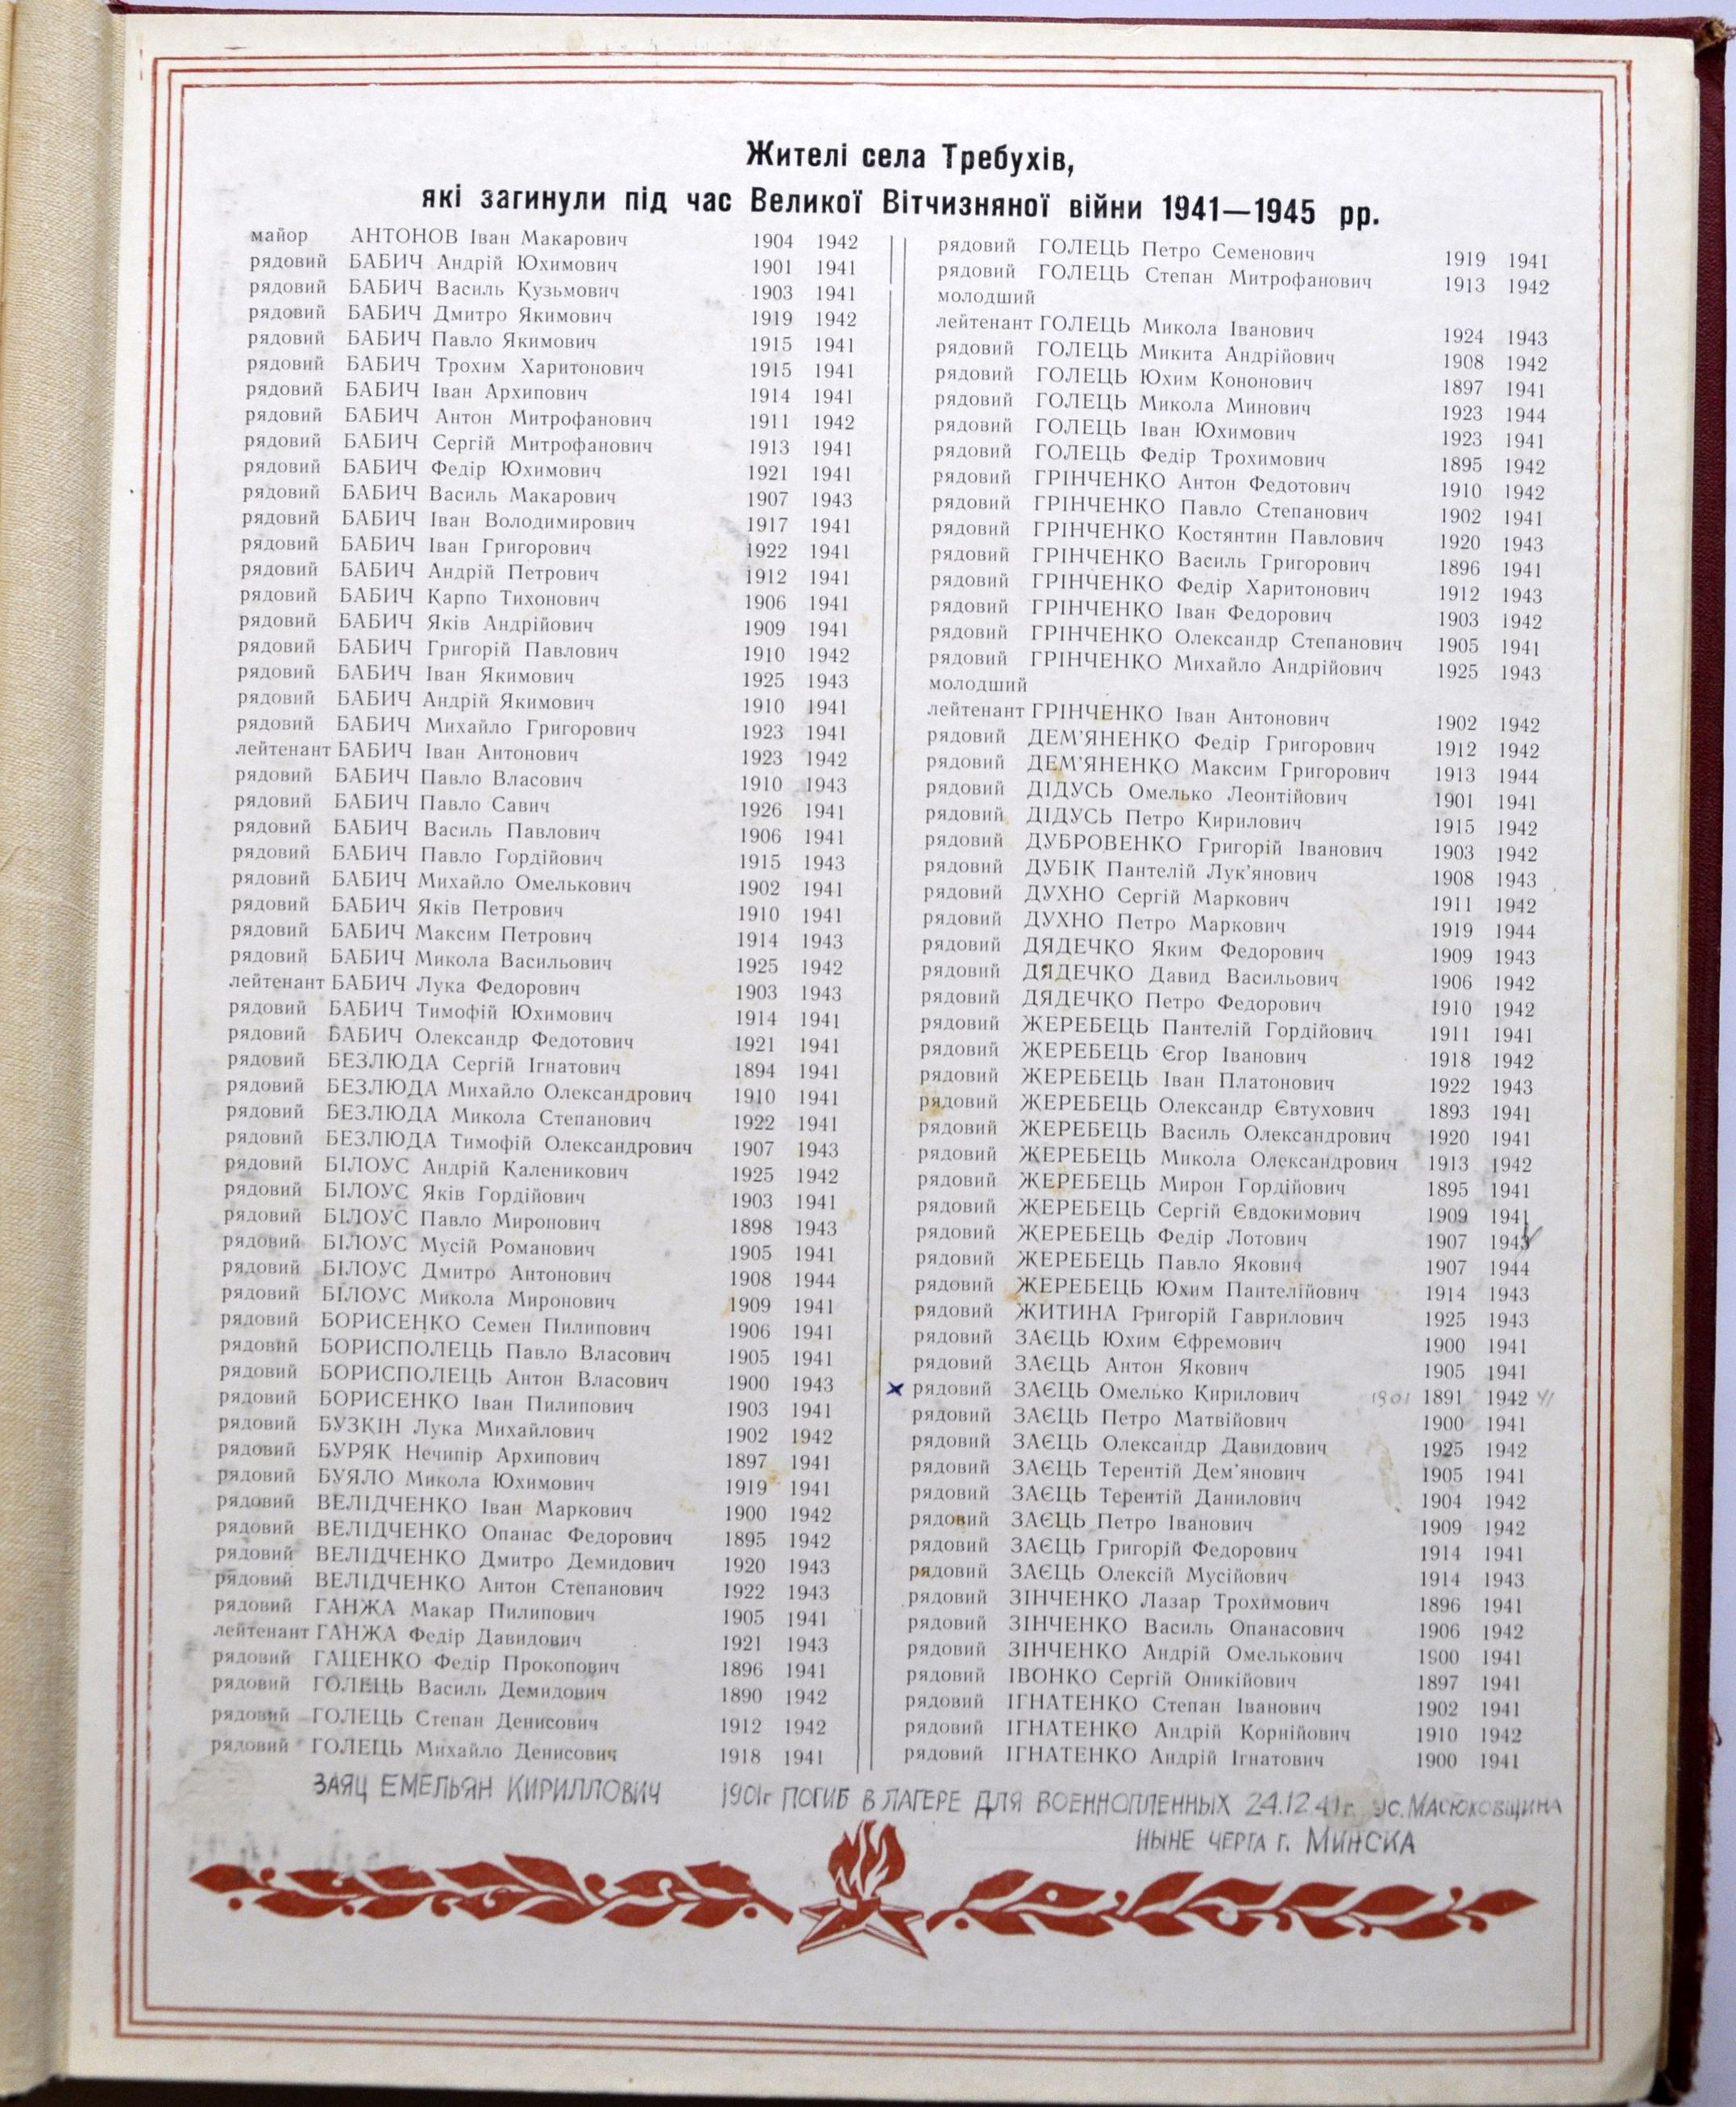 Жителі села Требухів,
які загинули під час Великої Вітчизняної війни 1941—1945 рр.
майор АНТОНОВ Іван Макарович 1904 1942
рядовий БАБИЧ Андрій Юхимович 1901 1941
рядовий БАБИЧ Василь Кузьмович 1903 1941
рядовий БАБИЧ Дмитро Якимович 1919 1942
рядовий БАБИЧ Павло Якимович 1915 1941
рядовий БАБИЧ Трохим Харитонович 1915 1941
рядовий БАБИЧ Іван Архипович 1914 1941
рядовий БАБИЧ Антон Митрофанович 1911 1942
рядовий БАБИЧ Сергій Митрофанович 1913 1941
рядовий БАБИЧ Федір Юхимович 1921 1941
рядовий БАБИЧ Василь Макарович 1907 1943
рядовий БАБИЧ Іван Володимирович 1917 1941
рядовий БАБИЧ Іван Григорович 1922 1941
рядовий БАБИЧ Андрій Петрович 1912 1941
рядовий БАБИЧ Карпо Тихонович 1906 1941
рядовий БАБИЧ Яків Андрійович 1909 1941
рядовий БАБИЧ Григорій Павлович 1910 1942
рядовий БАБИЧ Іван Якимович 1925 1943
рядовий БАБИЧ Андрій Якимович 1910 1941
рядовий БАБИЧ Михайло Григорович 1923 1941
лейтенант БАБИЧ Іван Антонович 1923 1942
рядовий БАБИЧ Павло Власович 1910 1943
рядовий БАБИЧ Павло Савич 1926 1941
рядовий БАБИЧ Василь Павлович 1906 1941
рядовий БАБИЧ Павло Гордійович 1915 1943
рядовий БАБИЧ Михайло Омелькович 1902 1941
рядовий БАБИЧ Яків Петрович 1910 1941
рядовий БАБИЧ Максим Петрович 1914 1943
рядовий БАБИЧ Микола Васильович 1925 1942
лейтенант БАБИЧ Лука Федорович 1903 1943
рядовий БАБИЧ Тимофій Юхимович 1914 1941
рядовий БАБИЧ Олександр Федотович 1921 1941
рядовий БЕЗЛЮДА Сергій Ігнатович 1894 1941
рядовий БЕЗЛЮДА Михайло Олександрович 1910 1941
рядовий БЕЗЛЮДА Микола Степанович 1922 1941
рядовий БЕЗЛЮДА Тимофій Олександрович 1907 1943
рядовий БІЛОУС Андрій Каленикович 1925 1942
рядовий БІЛОУС Яків Гордійович 1903 1941
рядовий БІЛОУС Павло Миронович 1898 1943
рядовий БІЛОУС Мусій Романович 1905 1941
рядовий БІЛОУС Дмитро Антонович 1908 1944
рядовий БІЛОУС Микола Миронович 1909 1941
рядовий БОРИСЕНКО Семен Пилипович 1906 1941
рядовий БОРИСПОЛЕЦЬ Павло Власович 1905 1941
рядовий БОРИСПОЛЕЦЬ Антон Власович 1900 1943
рядовий БОРИСЕНКО Іван Пилипович 1903 1941
рядовий БУЗКІН Лука Михайлович 1902 1942
рядовий БУРЯК Нечипір Архипович 1897 1941
рядовий БУЯЛО Микола Юхимович 1919 1941
рядовий ВЕЛІДЧЕНКО Іван Маркович 1900 1942
рядовий ВЕЛІДЧЕНКО Опанас Федорович 1895 1942
рядовий ВЕЛІДЧЕНКО Дмитро Демидович 1920 1943
рядовий ВЕЛІДЧЕНКО Антон Степанович 1922 1943
рядовий ГАНЖА Макар Пилипович 1905 1941
лейтенант ГАНЖА Федір Давидович 1921 1943
рядовий ГАЦЕНКО Федір Прокопович 1896 1941
рядовий ГОЛЕЦЬ Василь Демидович 1890 1942
рядовий ГОЛЕЦЬ Степан Денисович 1912 1942
рядовий ГОЛЕЦЬ Михайло Денисович 1918 1941
рядовий ГОЛЕЦЬ Петро Семенович 1919 1941
рядовий ГОЛЕЦЬ Степан Митрофанович 1913 1942
молодший
лейтенант ГОЛЕЦЬ Микола Іванович 1924 1943
рядовий ГОЛЕЦЬ Микита Андрійович 1908 1942
рядовий ГОЛЕЦЬ Юхим Кононович 1897 1941
рядовий ГОЛЕЦЬ Микола Минович 1923 1944
рядовий ГОЛЕЦЬ Іван Юхимович 1923 1941
рядовий ГОЛЕЦЬ Федір Трохимович 1895 1942
рядовий ГРІНЧЕНКО Антон Федотович 1910 1942
рядовий ГРІНЧЕНКО Павло Степанович 1902 1941
рядовий ГРІНЧЕНКО Костянтин Павлович 1920 1943
рядовий ГРІНЧЕНКО Василь Григорович 1896 1941
рядовий ГРІНЧЕНКО Федір Харитонович 1912 1943
рядовий ГРІНЧЕНКО Іван Федорович 1903 1942
рядовий ГРІНЧЕНКО Олександр Степанович 1905 1941
рядовий ГРІНЧЕНКО Михайло Андрійович 1925 1943
молодший
лейтенант ГРІНЧЕНКО Іван Антонович 1902 1942
рядовий ДЕМ'ЯНЕНКО Федір Григорович 1912 1942
рядовий ДЕМ'ЯНЕНКО Максим Григорович 1913 1944
рядовий ДІДУСЬ Омелько Леонтійович 1901 1941
рядовий ДІДУСЬ Петро Кирилович 1915 1942
рядовий ДУБРОВЕНКО Григорій Іванович 1903 1942
рядовий ДУБІК Пантелій Лук'янович 1908 1943
рядовий ДУХНО Сергій Маркович 1911 1942
рядовий ДУХНО Петро Маркович 1919 1944
рядовий ДЯДЕЧКО Яким Федорович 1909 1943
рядовий ДЯДЕЧКО Давид Васильович 1906 1942
рядовий ДЯДЕЧКО Петро Федорович 1910 1942
рядовий ЖЕРЕБЕЦЬ Пантелій Гордійович 1911 1941
рядовий ЖЕРЕБЕЦЬ Єгор Іванович 1918 1942
рядовий ЖЕРЕБЕЦЬ Іван Платонович 1922 1943
рядовий ЖЕРЕБЕЦЬ Олександр Євтухович 1893 1941
рядовий ЖЕРЕБЕЦЬ Василь Олександрович 1920 1941
рядовий ЖЕРЕБЕЦЬ Микола Олександрович 1913 1942
рядовий ЖЕРЕБЕЦЬ Мирон Гордійович 1895 1941
рядовий ЖЕРЕБЕЦЬ Сергій Євдокимович 1909 1941
рядовий ЖЕРЕБЕЦЬ Федір Лотович 1907 1943
рядовий ЖЕРЕБЕЦЬ Павло Якович 1907 1944
рядовий ЖЕРЕБЕЦЬ Юхим Пантелійович 1914 1943
рядовий ЖИТИНА Григорій Гаврилович 1925 1943
рядовий ЗАЄЦЬ Юхим Єфремович 1900 1941
рядовий ЗАЄЦЬ Антон Якович 1905 1941
х рядовий ЗАЄЦЬ Омелько Кирилович 1901 1891 1942 41
рядовий ЗАЄЦЬ Петро Матвійович 1900 1941
рядовий ЗАЄЦЬ Олександр Давидович 1925 1942
рядовий ЗАЄЦЬ Терентій Дем'янович 1905 1941
рядовий ЗАЄЦЬ Терентій Данилович 1904 1942
рядовий ЗАЄЦЬ Петро Іванович 1909 1942
рядовий ЗАЄЦЬ Григорій Федорович 1914 1941
рядовий ЗАЄЦЬ Олексій Мусійович 1914 1943
рядовий ЗІНЧЕНКО Лазар Трохимович 1896 1941
рядовий ЗІНЧЕНКО Василь Опанасович 1906 1942
рядовий ЗІНЧЕНКО Андрій Омелькович 1900 1941
рядовий ІВОНКО Сергій Оникійович 1897 1941
рядовий ІГНАТЕНКО Степан Іванович 1902 1941
рядовий ІГНАТЕНКО Андрій Корнійович 1910 1942
рядовий ІГНАТЕНКО Андрій Ігнатович 1900 1941
ЗАЯЦ ЕМЕЛЬЯН КИРИЛЛОВИЧ 1901г ПОГИБ В ЛАГЕРЕ ДЛЯ ВОЕННОПЛЕННЫХ 24.12.41г. УС. МАСЮКОВЩИНА
НЫНЕ ЧЕРТА Г. МИНСКА